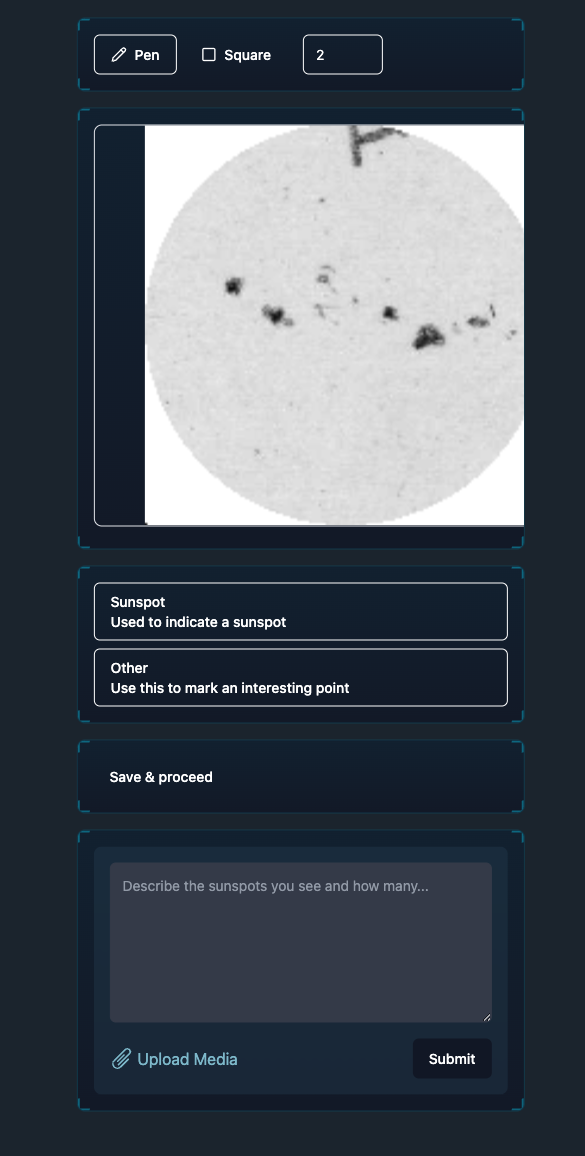 Pen
Square
2
Sunspot
Used to indicate a sunspot
Other
Use this to mark an interesting point
Save & proceed
Describe the sunspots you see and how many...
Upload Media
Submit